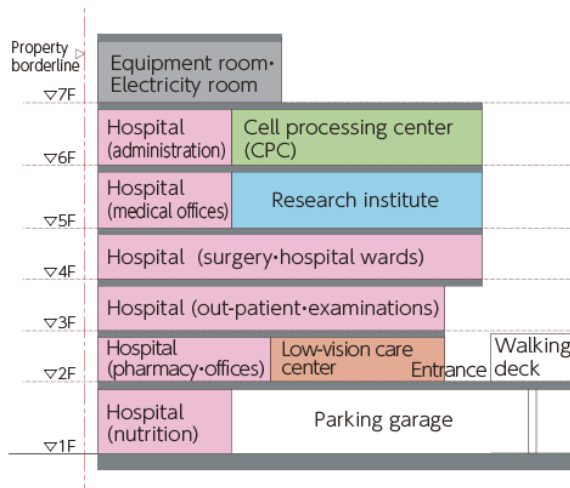 Property
borderline
Equipment room･
Electricity room
▽7F
Hospital
(administration)
Cell processing center
(CPC)
▽6F
Hospital
(medical offices)
Research institute
▽5F
Hospital (surgery･hospital wards)
▽4F
Hospital (out-patient･examinations)
▽3F
Hospital
(pharmacy･offices)
Low-vision care
center
Entrance
Walking
deck
▽2F
Hospital
(nutrition)
Parking garage
▽1F